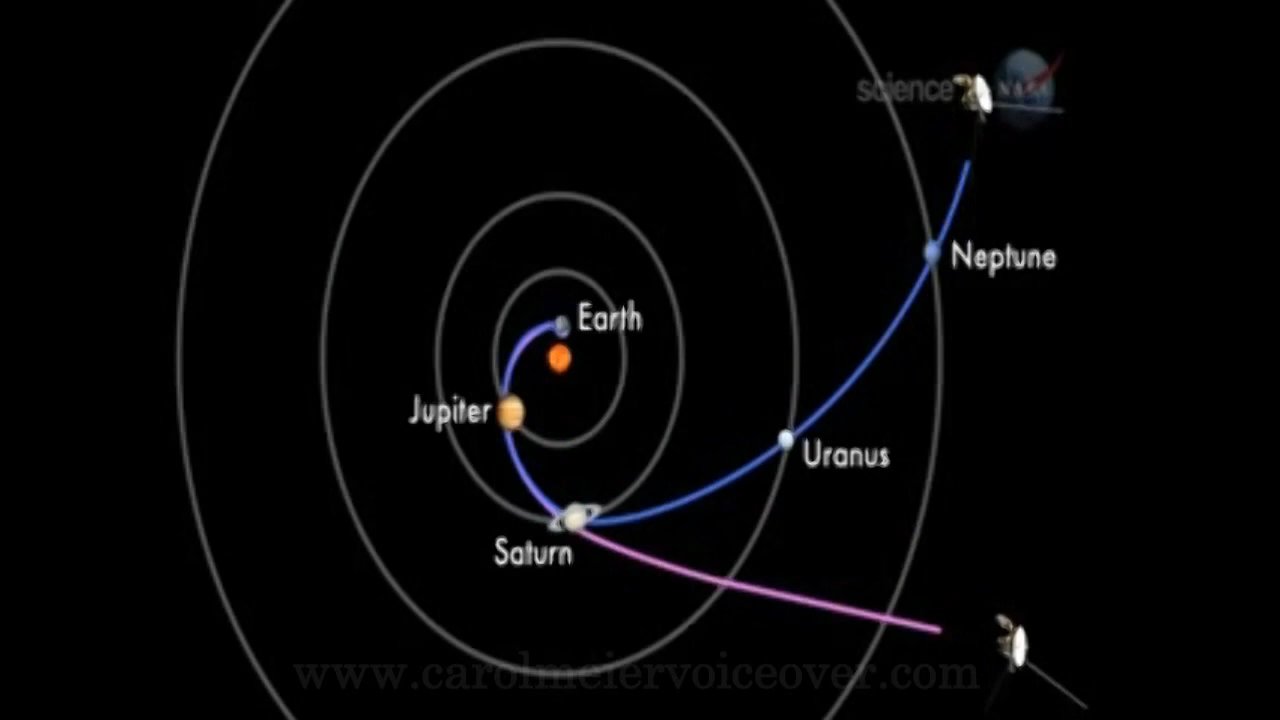 science NASA
Neptune
Earth
Jupiter
Uranus
Saturn
www.carolmeiervoiceover.com